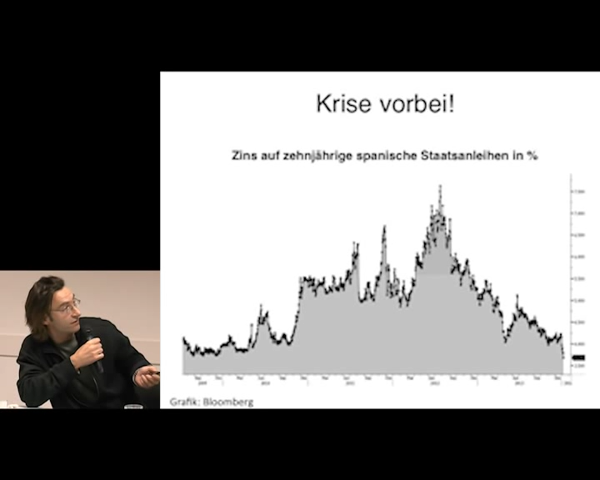 Krise vorbei!
Zins auf zehnjährige spanische Staatsanleihen in %
Grafik: Bloomberg